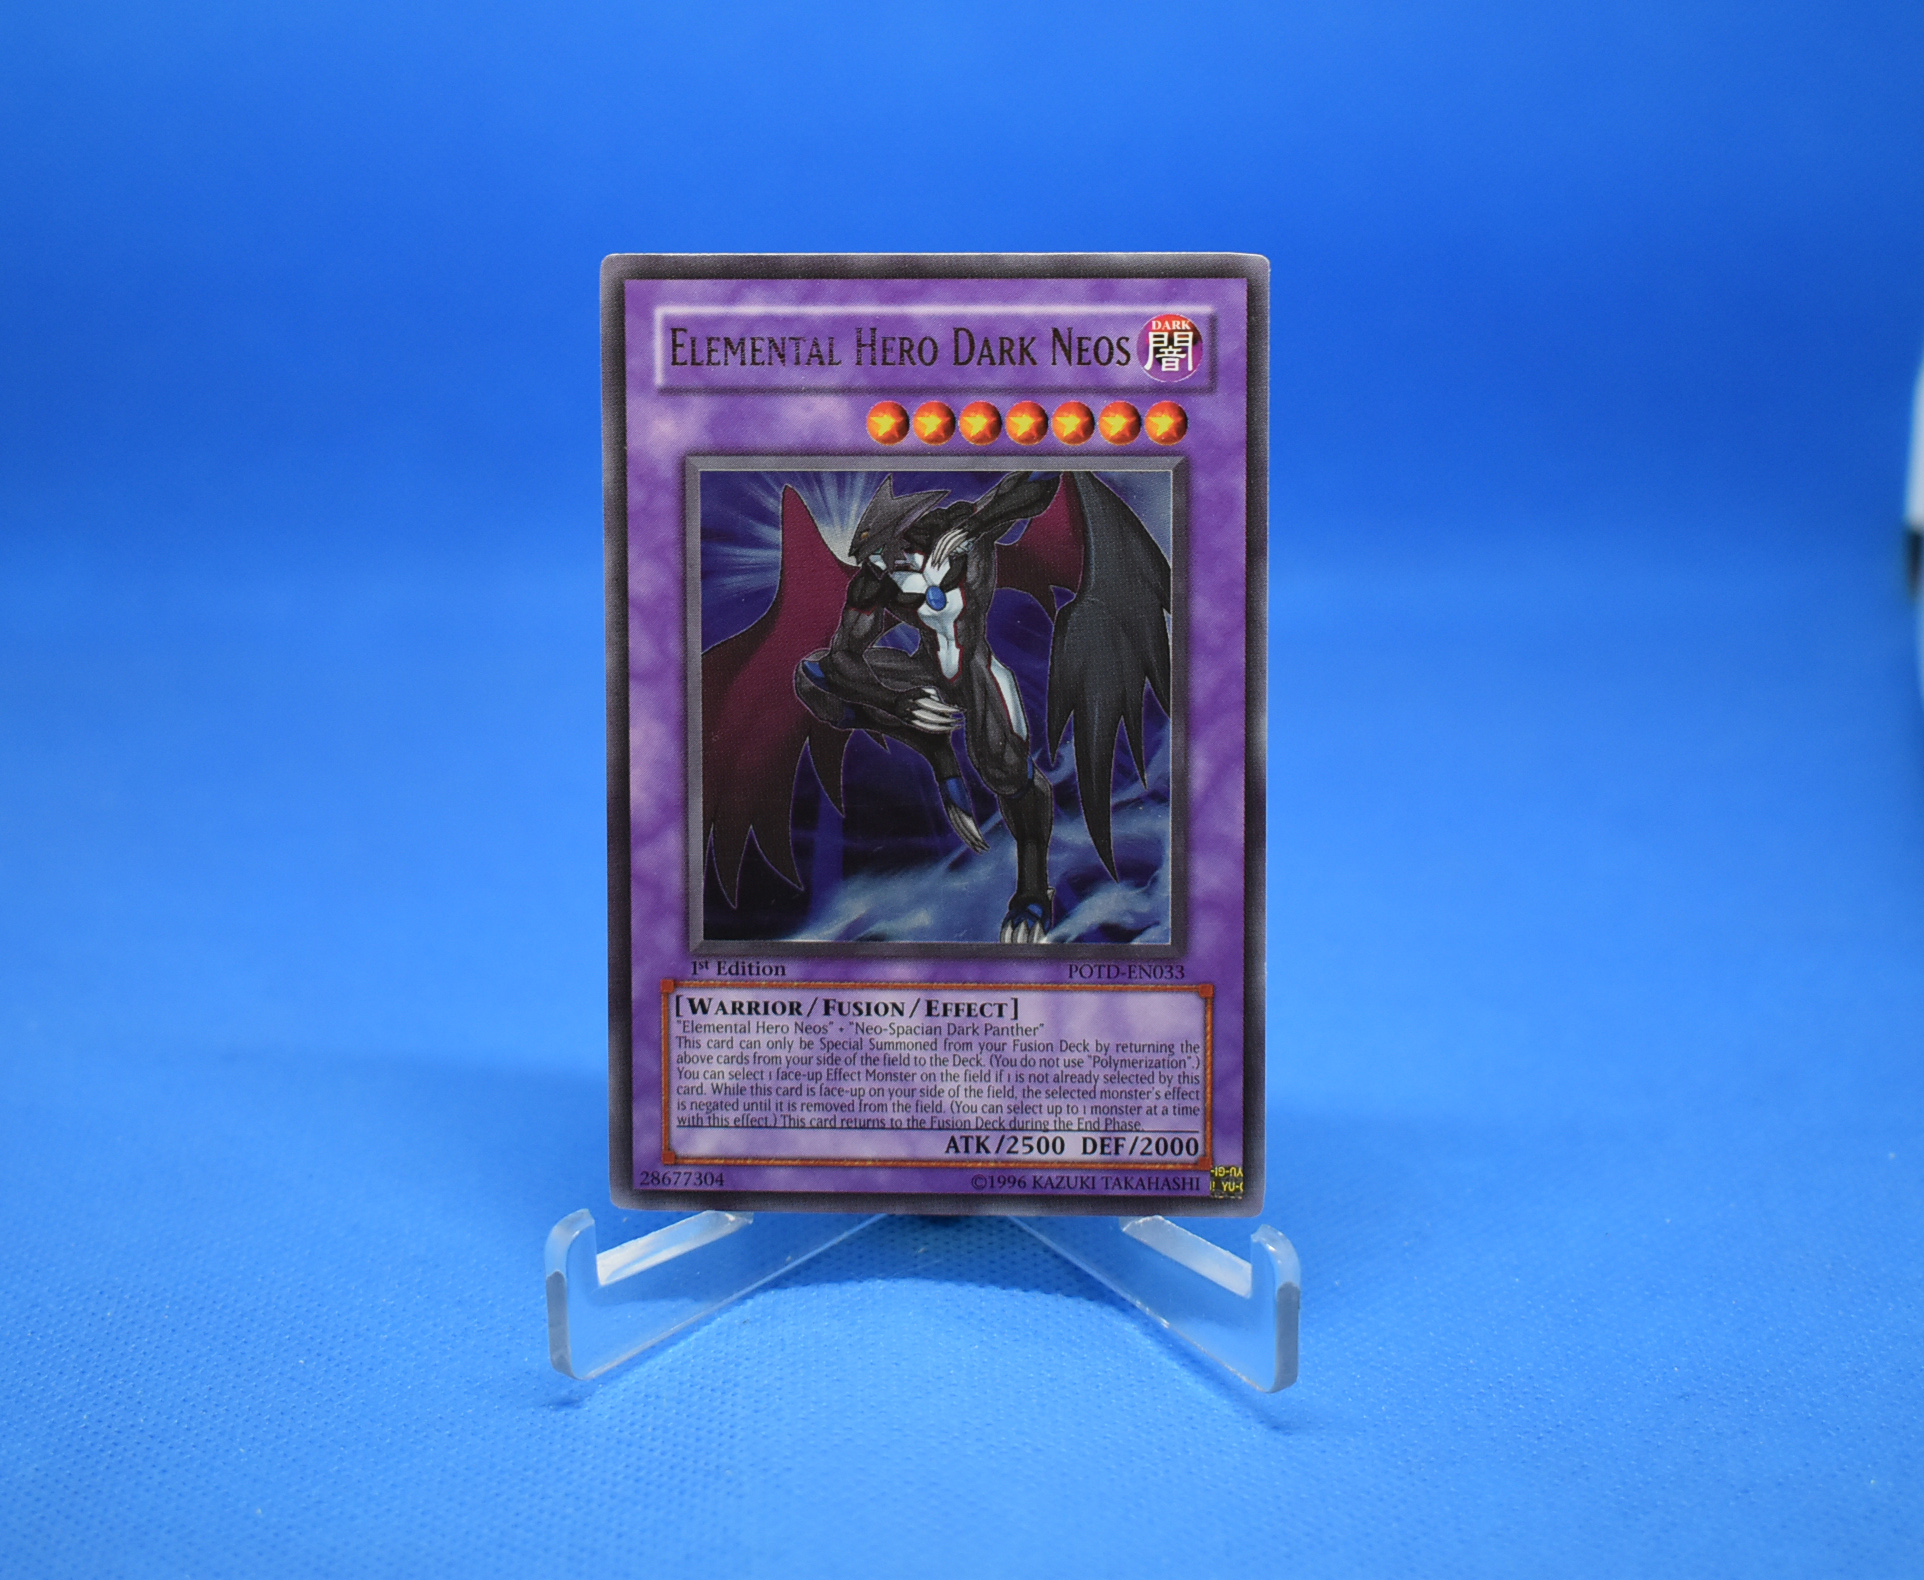 ELEMENTAL HERO DARK NEOS
DARK
闇
1st Edition
POTD-EN033
[WARRIOR/FUSION/EFFECT]
"Elemental Hero Neos" + "Neo-Spacian Dark Panther"
This card can only be Special Summoned from your Fusion Deck by returning the
above cards from your side of the field to the Deck. (You do not use "Polymerization".)
You can select 1 face-up Effect Monster on the field if 1 is not already selected by this
card. While this card is face-up on your side of the field, the selected monster's effect
is negated until it is removed from the field. (You can select up to 1 monster at a time
with this effect.) This card returns to the Fusion Deck during the End Phase.
ATK/2500 DEF/2000
28677304
©1996 KAZUKI TAKAHASHI